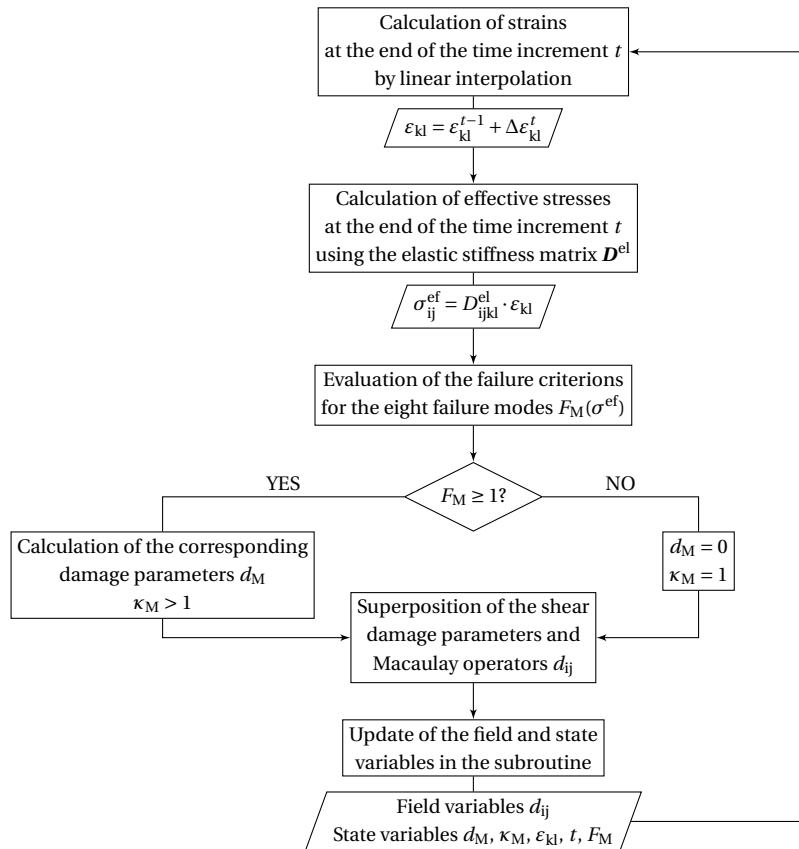 Calculation of strains
at the end of the time increment t
by linear interpolation
ε_kl = ε_kl^{t−1} + Δε_kl^t
Calculation of effective stresses
at the end of the time increment t
using the elastic stiffness matrix D^el
σ_ij^ef = D_ijkl^el · ε_kl
Evaluation of the failure criterions
for the eight failure modes F_M(σ^ef)
YES
F_M ≥ 1?
NO
Calculation of the corresponding
damage parameters d_M
κ_M > 1
d_M = 0
κ_M = 1
Superposition of the shear
damage parameters and
Macaulay operators d_ij
Update of the field and state
variables in the subroutine
Field variables d_ij
State variables d_M, κ_M, ε_kl, t, F_M